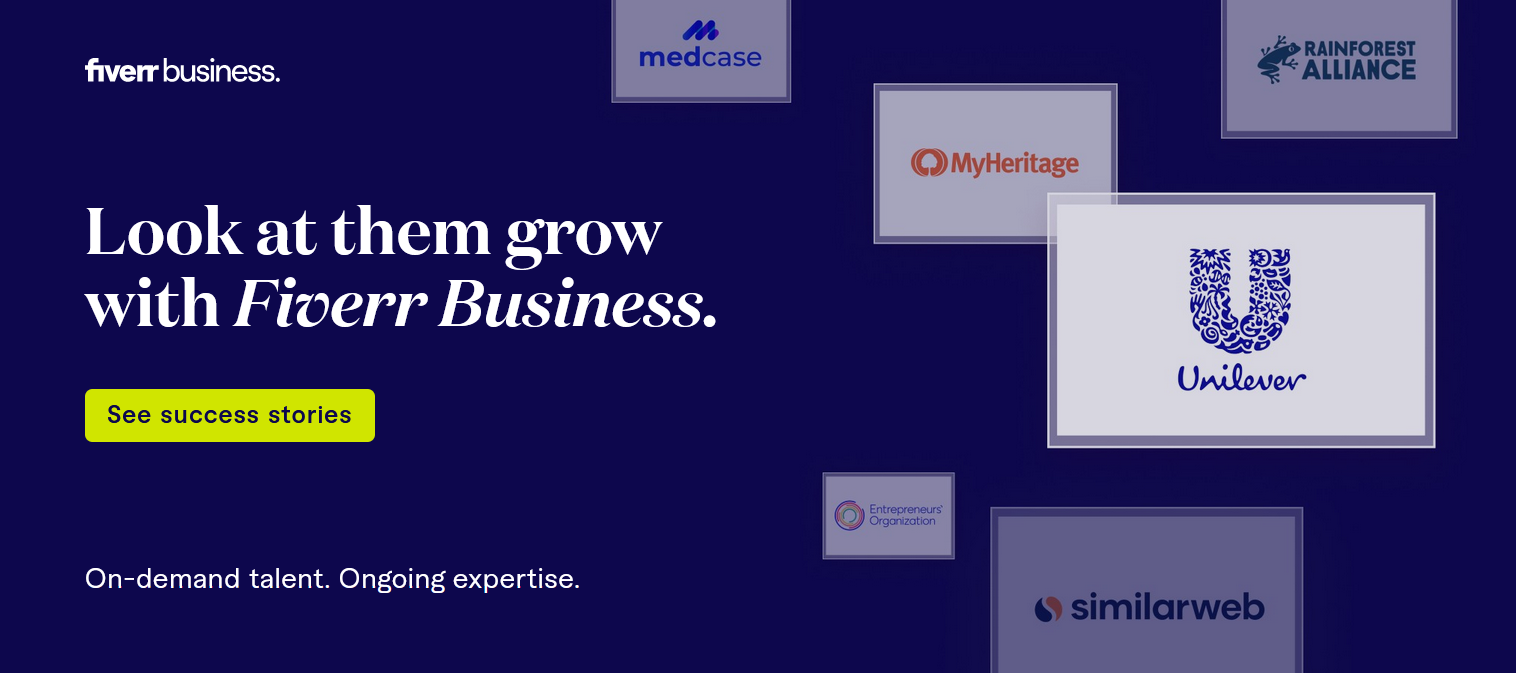 fiverr business.
Look at them grow
with Fiverr Business.
See success stories
On-demand talent. Ongoing expertise.
medcase
RAINFOREST
ALLIANCE
MyHeritage
Unilever
Entrepreneurs'
Organization
similarweb